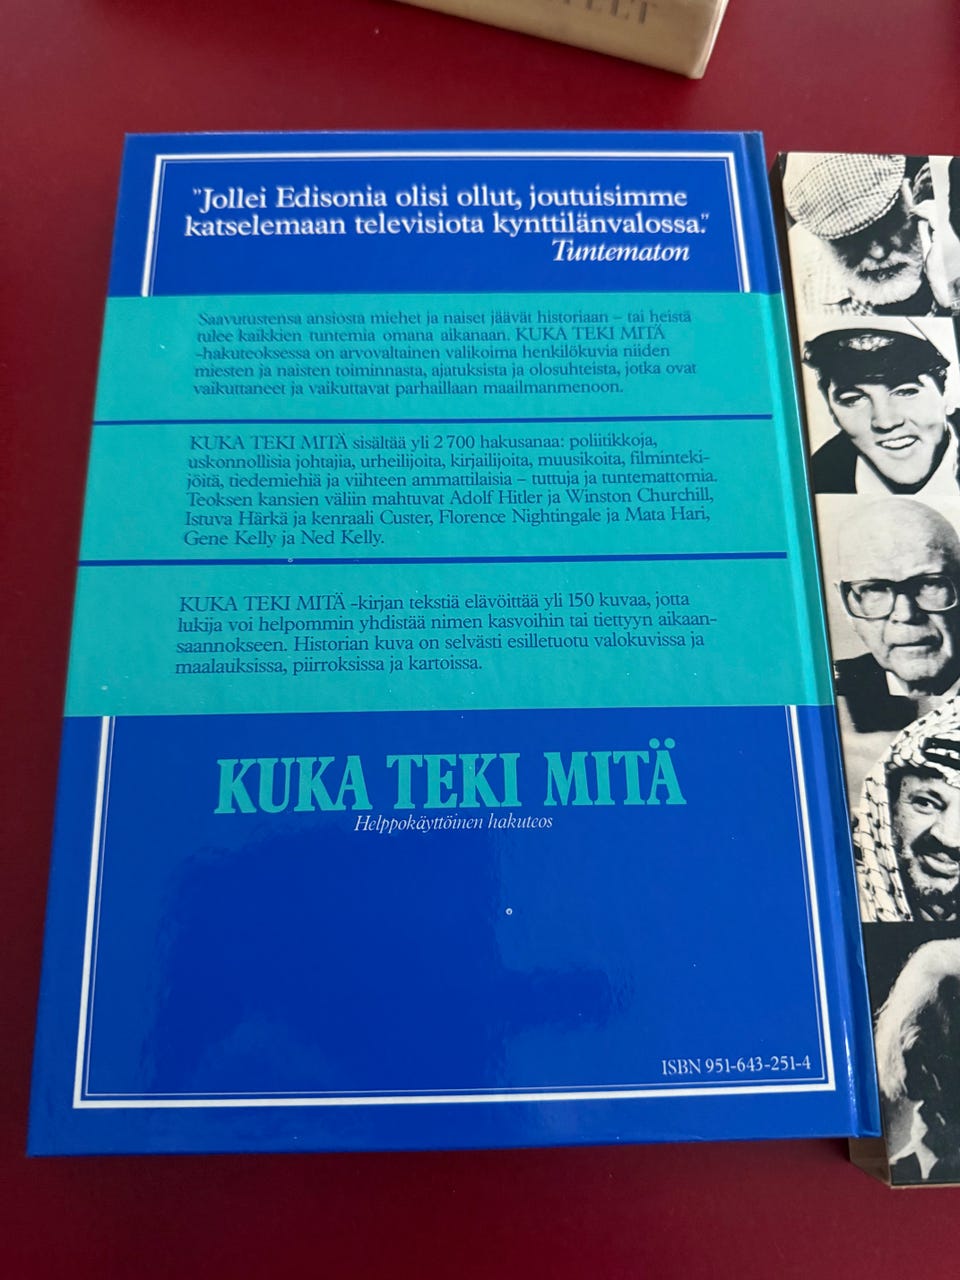 "Jollei Edisonia olisi ollut, joutuisimme
katselemaan televisiota kynttilänvalossa."
Tuntematon
Saavutustensa ansiosta miehet ja naiset jäävät historiaan – tai heistä
tulee kaikkien tuntemia omana aikanaan. KUKA TEKI MITÄ
-hakuteoksessa on arvovaltainen valikoima henkilökuvia niiden
miesten ja naisten toiminnasta, ajatuksista ja olosuhteista, jotka ovat
vaikuttaneet ja vaikuttavat parhaillaan maailmanmenoon.
KUKA TEKI MITÄ sisältää yli 2 700 hakusanaa: poliitikkoja,
uskonnollisia johtajia, urheilijoita, kirjailijoita, muusikoita, filminteki-
jöitä, tiedemiehiä ja viihteen ammattilaisia – tuttuja ja tuntemattomia.
Teoksen kansien väliin mahtuvat Adolf Hitler ja Winston Churchill,
Istuva Härkä ja kenraali Custer, Florence Nightingale ja Mata Hari,
Gene Kelly ja Ned Kelly.
KUKA TEKI MITÄ -kirjan tekstiä elävöittää yli 150 kuvaa, jotta
lukija voi helpommin yhdistää nimen kasvoihin tai tiettyyn aikaan-
saannokseen. Historian kuva on selvästi esilletuotu valokuvissa ja
maalauksissa, piirroksissa ja kartoissa.
KUKA TEKI MITÄ
Helppokäyttöinen hakuteos
ISBN 951-643-251-4